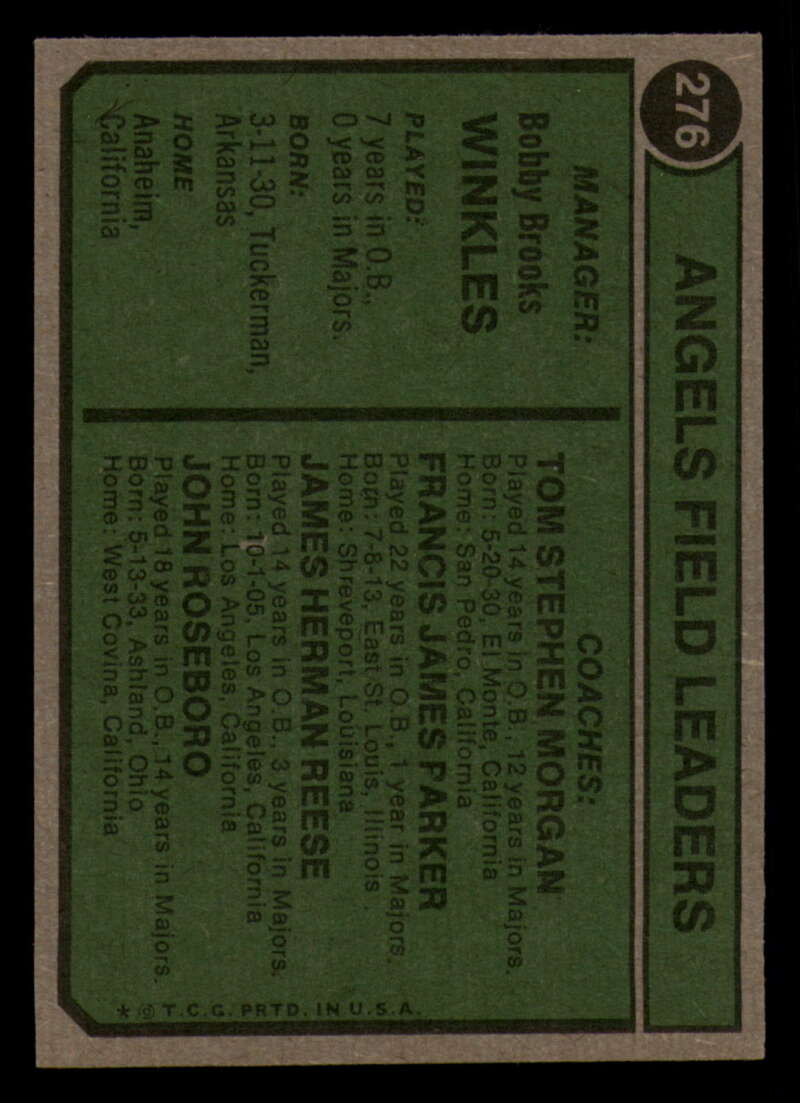 276
ANGELS FIELD LEADERS
MANAGER:
Bobby Brooks
WINKLES
PLAYED:
7 years in O.B.,
0 years in Majors.
BORN:
3-11-30, Tuckerman,
Arkansas
HOME
Anaheim,
California
COACHES:
TOM STEPHEN MORGAN
Played 14 years in O.B., 12 years in Majors.
Born: 5-20-30, El Monte, California
Home: San Pedro, California
FRANCIS JAMES PARKER
Played 22 years in O.B., 1 year in Majors.
Born: 7-8-13, East St. Louis, Illinois
Home: Shreveport, Louisiana
JAMES HERMAN REESE
Played 14 years in O.B., 3 years in Majors.
Born: 10-1-05, Los Angeles, California
Home: Los Angeles, California
JOHN ROSEBORO
Played 18 years in O.B., 14 years in Majors.
Born: 5-13-33, Ashland, Ohio
Home: West Covina, California
* © T.C.G. PRTD. IN U.S.A.